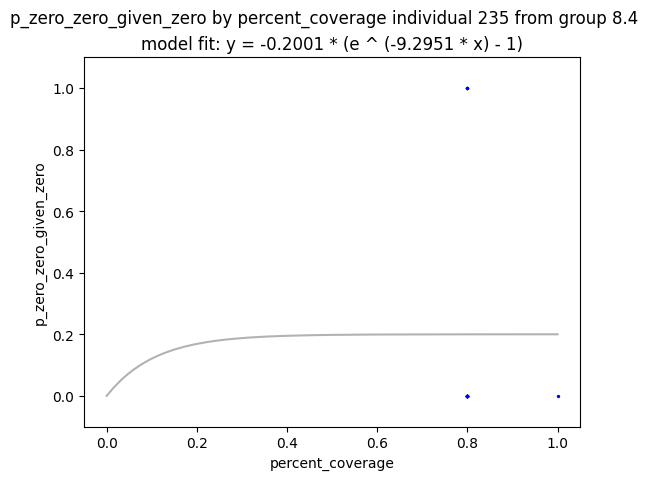 p_zero_zero_given_zero by percent_coverage individual 235 from group 8.4
model fit: y = -0.2001 * (e ^ (-9.2951 * x) - 1)
1.0
0.8
0.6
0.4
0.2
0.0
p_zero_zero_given_zero
0.0 0.2 0.4 0.6 0.8 1.0
percent_coverage